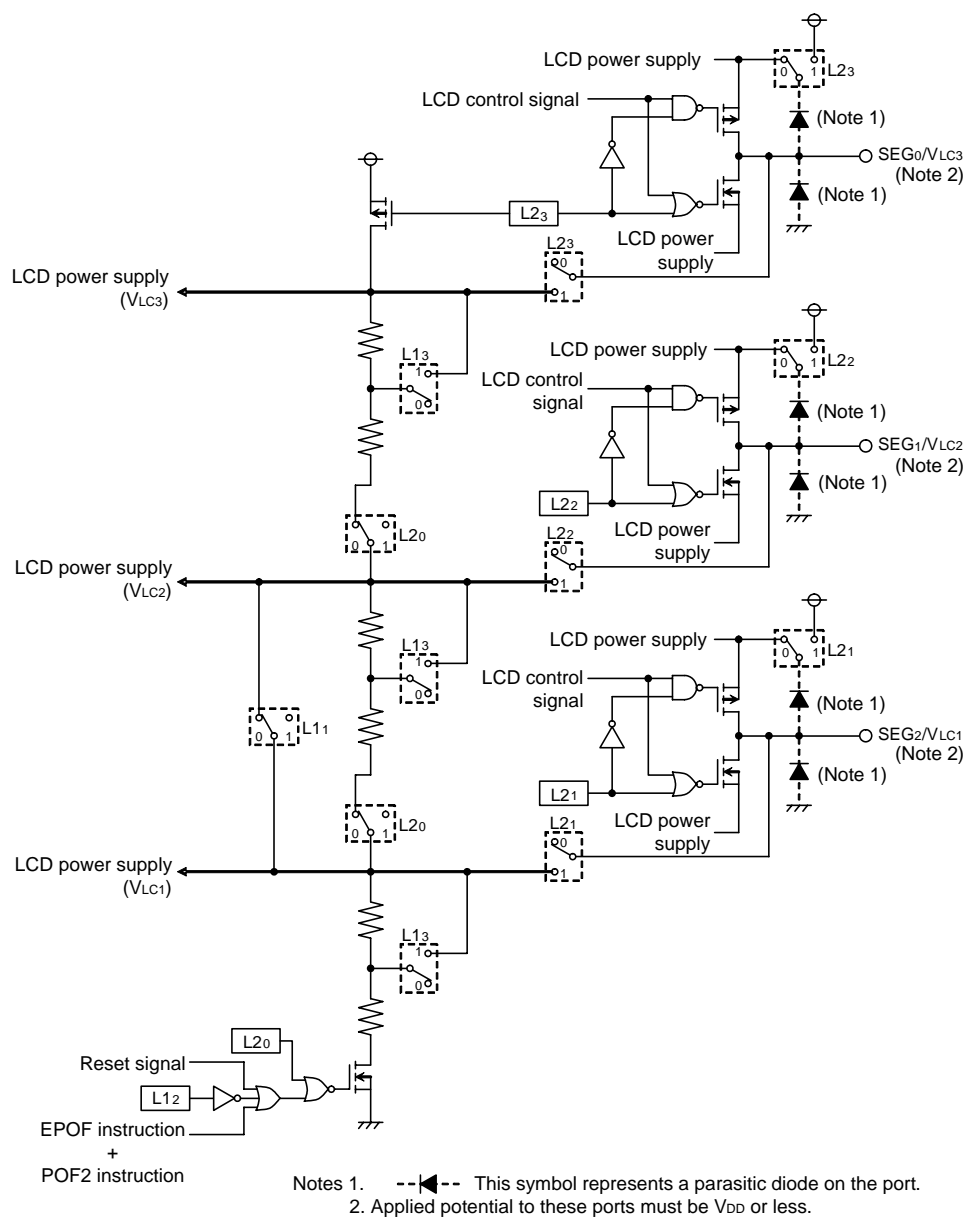 LCD power supply
0 1
L23
LCD control signal
(Note 1)
SEG0/VLC3
(Note 2)
L23
(Note 1)
LCD power
supply
L23
0
1
LCD power supply
(VLC3)
L13
1
0
LCD power supply
0 1
L22
LCD control
signal
(Note 1)
SEG1/VLC2
(Note 2)
(Note 1)
L22
LCD power
supply
L20
0 1
L22
0
1
LCD power supply
(VLC2)
L13
1
0
LCD power supply
0 1
L21
LCD control
signal
(Note 1)
L11
0 1
SEG2/VLC1
(Note 2)
(Note 1)
L21
LCD power
supply
L20
0 1
L21
0
1
LCD power supply
(VLC1)
L13
1
0
L20
Reset signal
L12
EPOF instruction
+
POF2 instruction
Notes 1. This symbol represents a parasitic diode on the port.
2. Applied potential to these ports must be VDD or less.